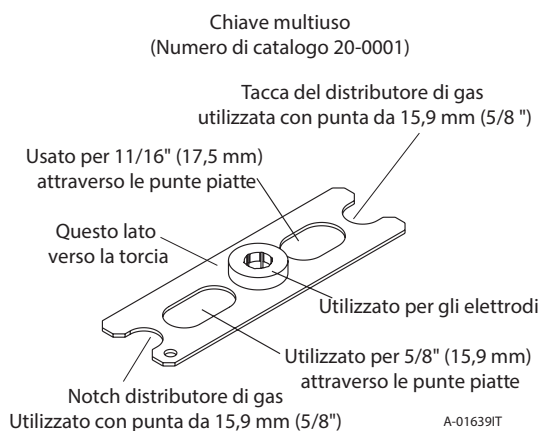 Chiave multiuso
(Numero di catalogo 20-0001)
Tacca del distributore di gas
utilizzata con punta da 15,9 mm (5/8 ")
Usato per 11/16" (17,5 mm)
attraverso le punte piatte
Questo lato
verso la torcia
Utilizzato per gli elettrodi
Utilizzato per 5/8" (15,9 mm)
attraverso le punte piatte
Notch distributore di gas
Utilizzato con punta da 15,9 mm (5/8")
A-01639IT